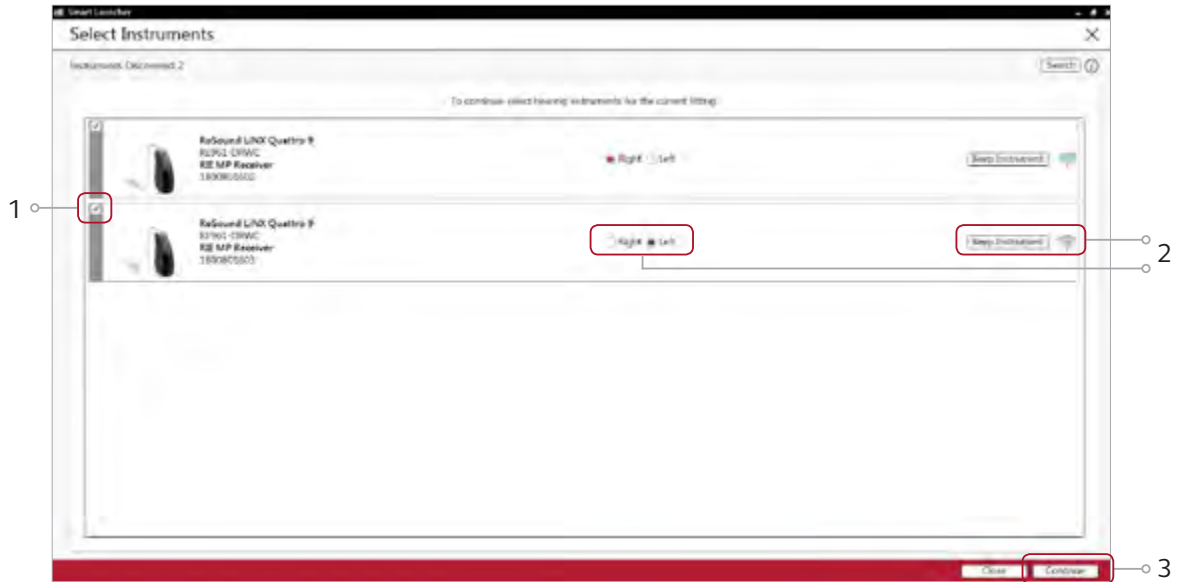 Smart Launcher
Select Instruments
Instruments Discovered: 2
Search
To continue select hearing instruments for the current fitting
ReSound LiNX Quattro 9
RIE MP Receiver
Right Left
Beep Instrument
1
ReSound LiNX Quattro 9
RIE MP Receiver
Right Left
Beep Instrument
2
Close Continue
3